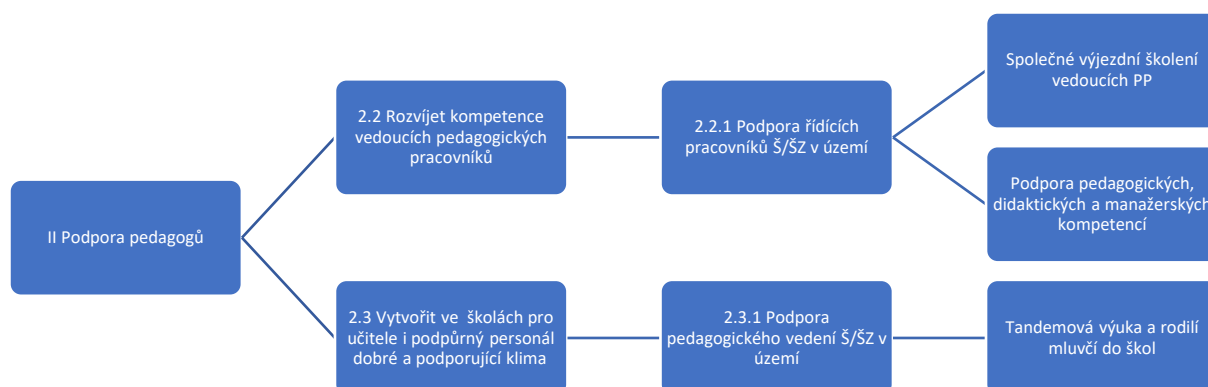 II Podpora pedagogů
2.2 Rozvíjet kompetence
vedoucích pedagogických
pracovníků
2.2.1 Podpora řídících
pracovníků Š/ŠZ v území
Společné výjezdní školení
vedoucích PP
Podpora pedagogických,
didaktických a manažerských
kompetencí
2.3 Vytvořit ve školách pro
učitele i podpůrný personál
dobré a podporující klima
2.3.1 Podpora
pedagogického vedení Š/ŠZ v
území
Tandemová výuka a rodilí
mluvčí do škol